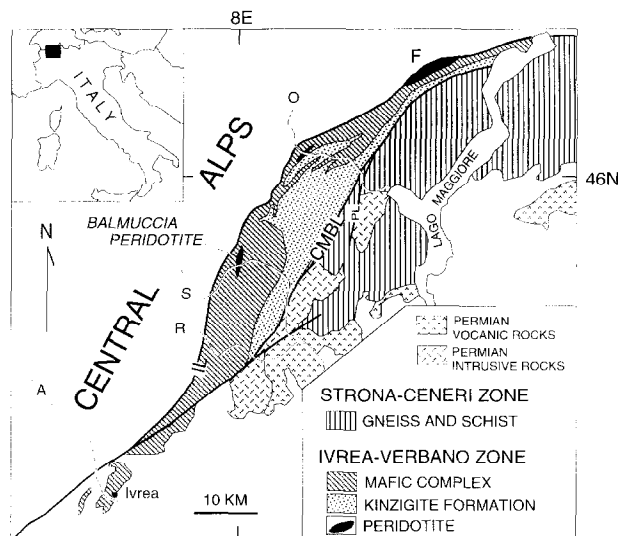 8E
ITALY
F
O
ALPS
46N
LAGO MAGGIORE
PL
CMBL
N
BALMUCCIA
PERIDOTITE
S
R
CENTRAL
IL
A
Ivrea
10 KM
PERMIAN
VOCANIC ROCKS
PERMIAN
INTRUSIVE ROCKS
STRONA-CENERI ZONE
GNEISS AND SCHIST
IVREA-VERBANO ZONE
MAFIC COMPLEX
KINZIGITE FORMATION
PERIDOTITE